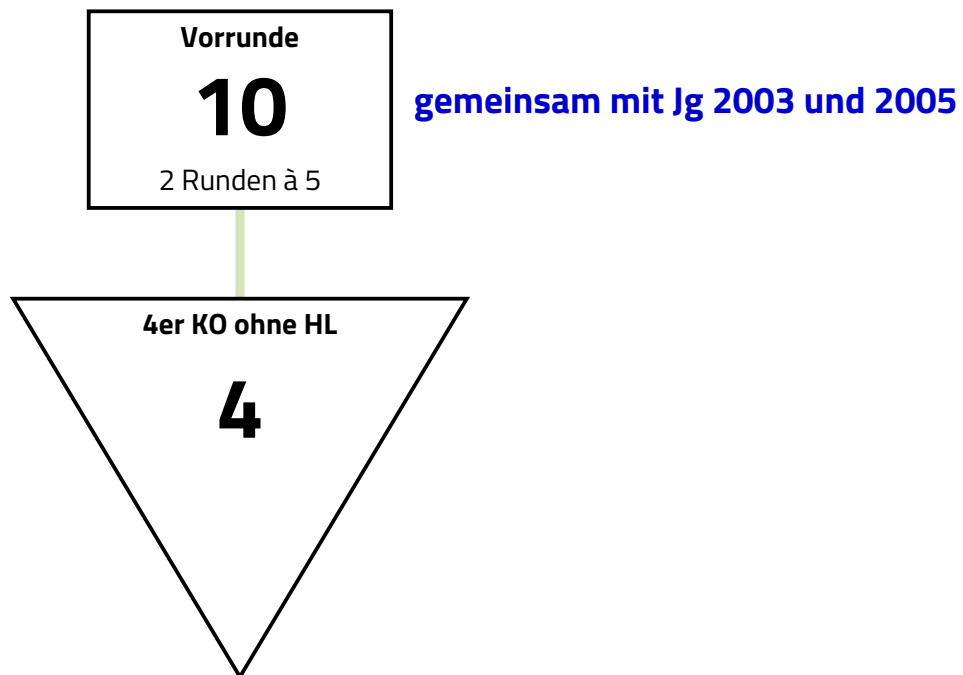 Vorrunde
10
gemeinsam mit Jg 2003 und 2005
2 Runden à 5
4er KO ohne HL
4